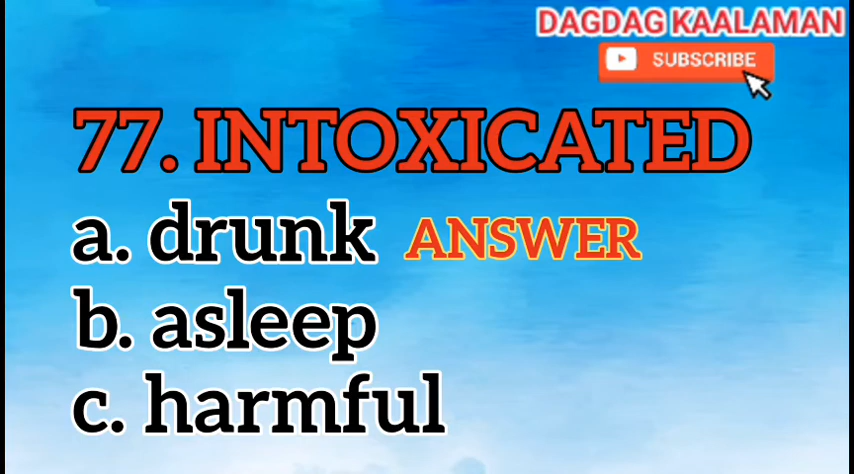 DAGDAG KAALAMAN
SUBSCRIBE
77. INTOXICATED
a. drunk ANSWER
b. asleep
c. harmful